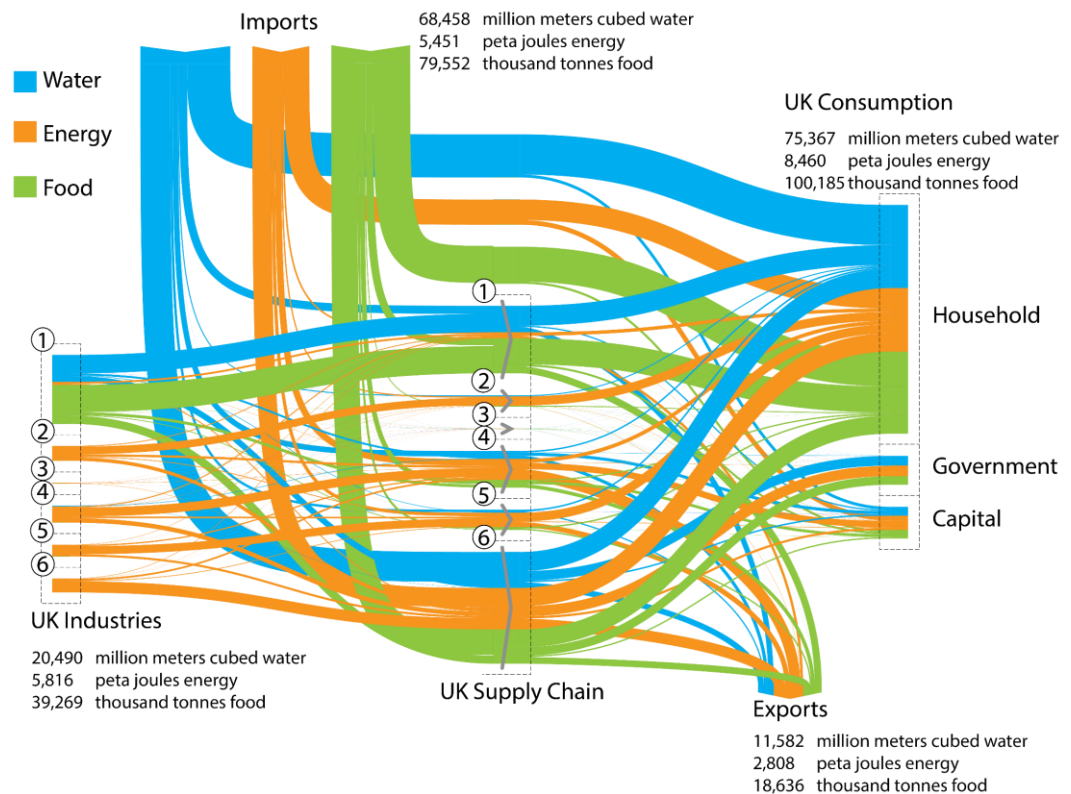 Imports
68,458 million meters cubed water
5,451 peta joules energy
79,552 thousand tonnes food
Water
Energy
Food
UK Consumption
75,367 million meters cubed water
8,460 peta joules energy
100,185 thousand tonnes food
Household
Government
Capital
1
2
3
4
5
6
1
2
3
4
5
6
UK Industries
20,490 million meters cubed water
5,816 peta joules energy
39,269 thousand tonnes food
UK Supply Chain
Exports
11,582 million meters cubed water
2,808 peta joules energy
18,636 thousand tonnes food